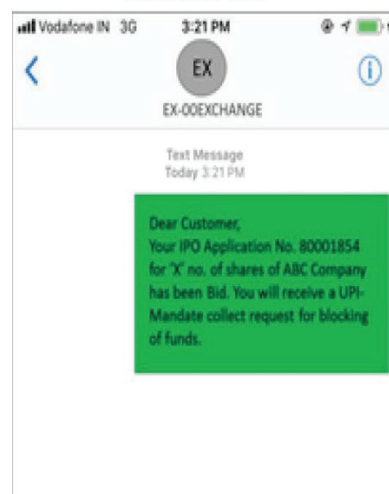 Vodafone IN 3G 3:21 PM
EX
EX-00EXCHANGE
Text Message
Today 3:21 PM
Dear Customer,
Your IPO Application No. 80001854
for 'X' no. of shares of ABC Company
has been Bid. You will receive a UPI-
Mandate collect request for blocking
of funds.